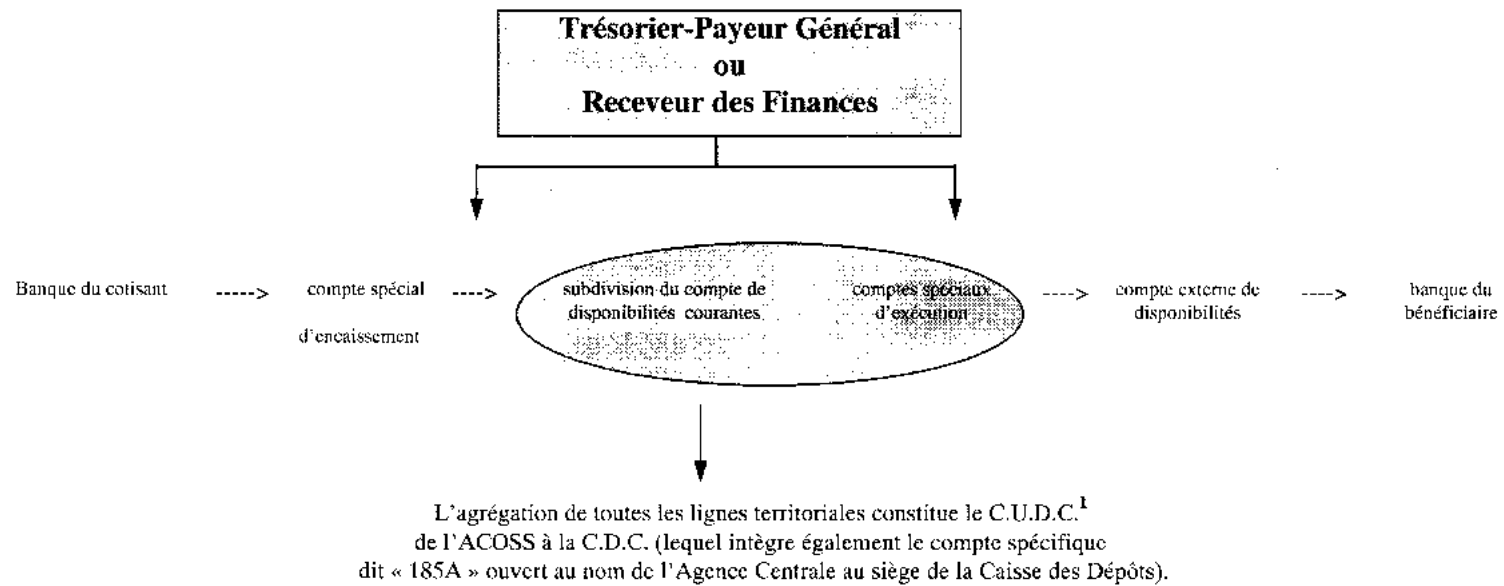 Trésorier-Payeur Général
ou
Receveur des Finances
Banque du cotisant
---->
compte spécial
d'encaissement
---->
subdivision du compte de
disponibilités courantes
comptes spéciaux
d'exécution
---->
compte externe de
disponibilités
---->
banque du
bénéficiaire
L'agrégation de toutes les lignes territoriales constitue le C.U.D.C.1
de l'ACOSS à la C.D.C. (lequel intègre également le compte spécifique
dit « 185A » ouvert au nom de l'Agence Centrale au siège de la Caisse des Dépôts).